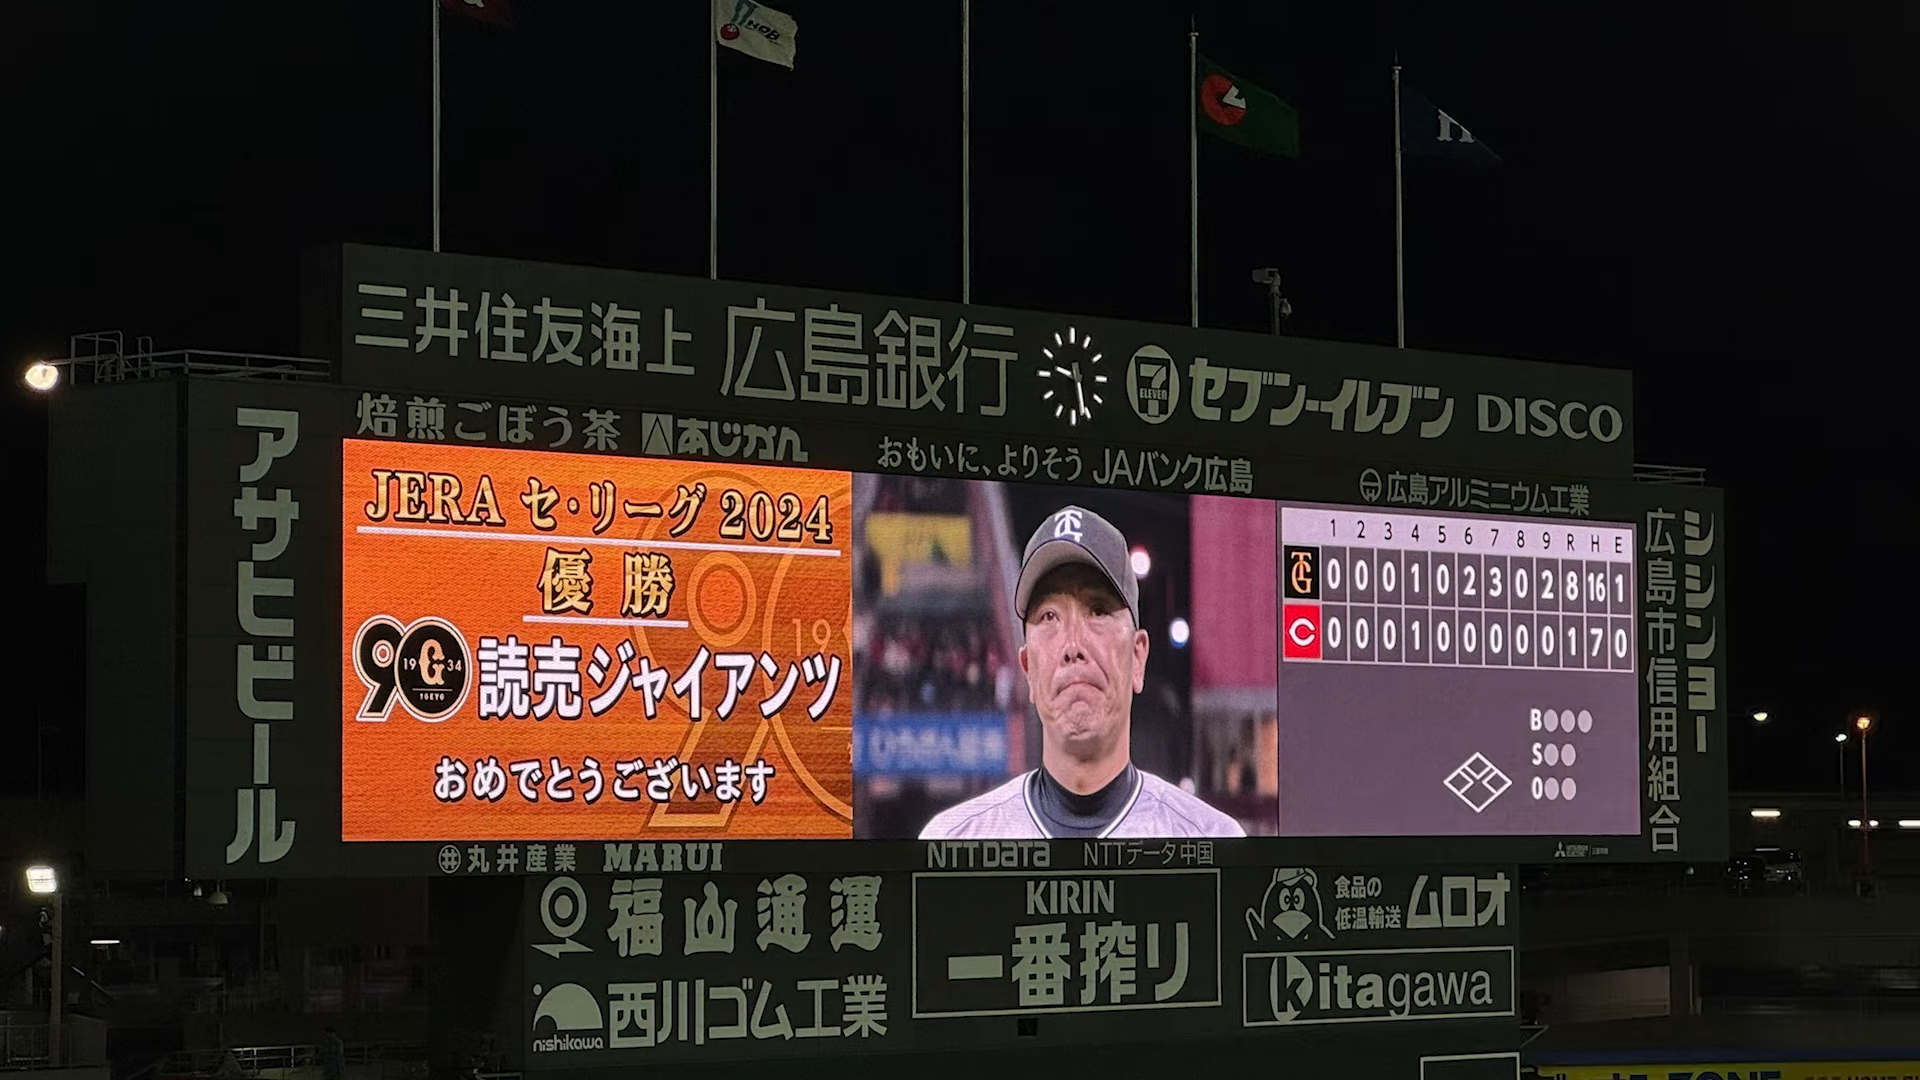 三井住友海上 広島銀行 7 ELEVEN セブン-イレブン DISCO
焙煎ごぼう茶 あじかん
おもいに、よりそう JAバンク広島
広島アルミニウム工業
アサヒビール
JERA セ・リーグ 2024
優勝
90 19 G 34 TOKYO 読売ジャイアンツ
おめでとうございます
1 2 3 4 5 6 7 8 9 R H E
0 0 0 1 0 2 3 0 2 8 16 1
C 0 0 0 1 0 0 0 0 0 1 7 0
B
S
O
シンヨー
広島市信用組合
丸井産業 MARUI
NTT DATA NTTデータ中国
福山通運
KIRIN
一番搾り
食品の
低温輸送 ムロオ
nishikawa 西川ゴム工業
kitagawa